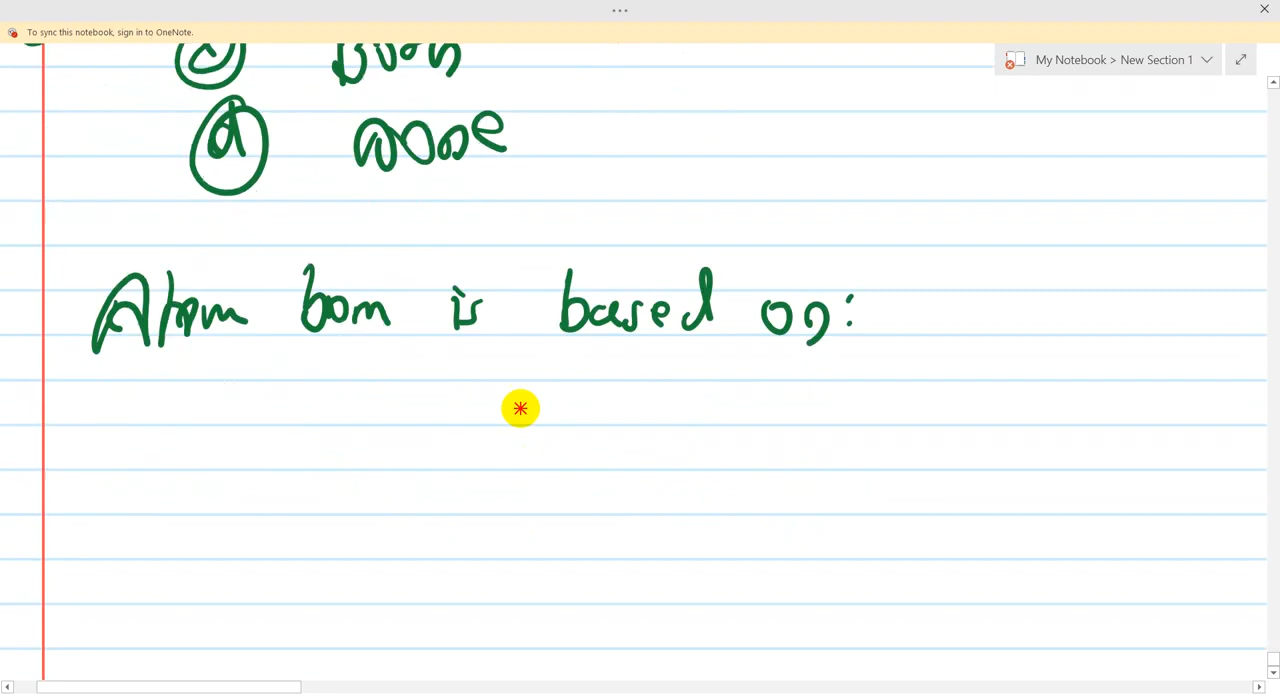 To sync this notebook, sign in to OneNote.
My Notebook > New Section 1
c Both
d none
Atom bom is based on: